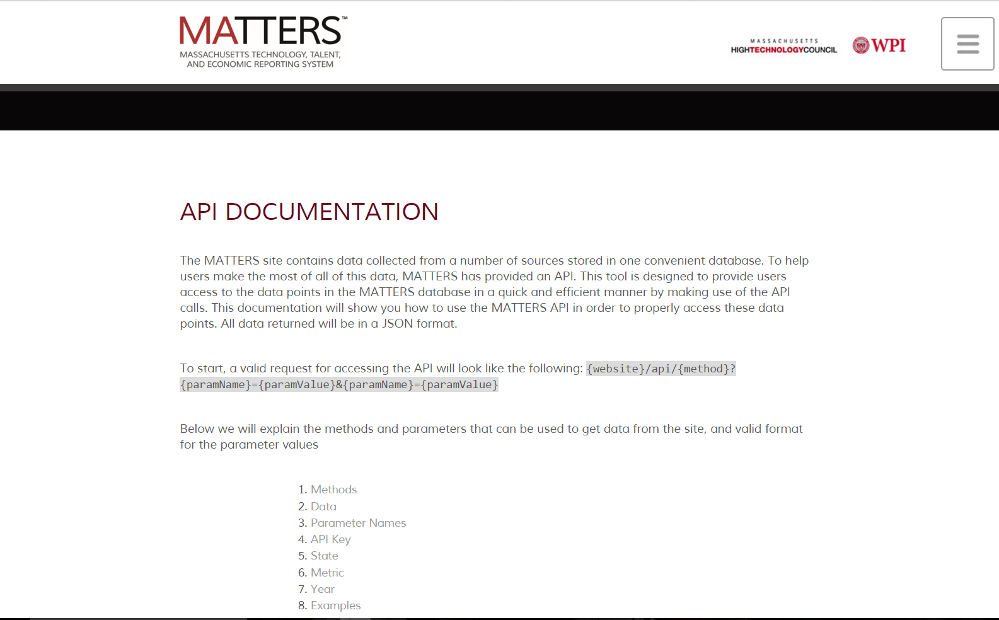 MATTERS™
MASSACHUSETTS TECHNOLOGY, TALENT,
AND ECONOMIC REPORTING SYSTEM
MASSACHUSETTS
HIGHTECHNOLOGYCOUNCIL
WPI
API DOCUMENTATION
The MATTERS site contains data collected from a number of sources stored in one convenient database. To help
users make the most of all of this data, MATTERS has provided an API. This tool is designed to provide users
access to the data points in the MATTERS database in a quick and efficient manner by making use of the API
calls. This documentation will show you how to use the MATTERS API in order to properly access these data
points. All data returned will be in a JSON format.
To start, a valid request for accessing the API will look like the following: {website}/api/{method}?
{paramName}={paramValue}&{paramName}={paramValue}
Below we will explain the methods and parameters that can be used to get data from the site, and valid format
for the parameter values
1. Methods
2. Data
3. Parameter Names
4. API Key
5. State
6. Metric
7. Year
8. Examples